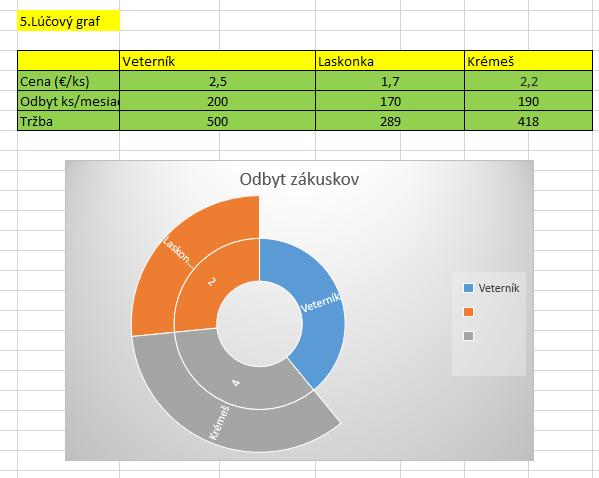 5.Lúčový graf
Veterník Laskonka Krémeš
Cena (€/ks) 2,5 1,7 2,2
Odbyt ks/mesiac 200 170 190
Tržba 500 289 418
Odbyt zákuskov
Laskon...
2
Veterník
4
Krémeš
Veterník